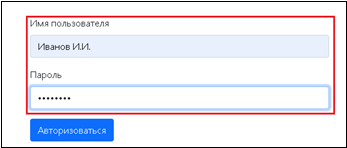 Имя пользователя
Иванов И.И.
Пароль
••••••••
Авторизоваться